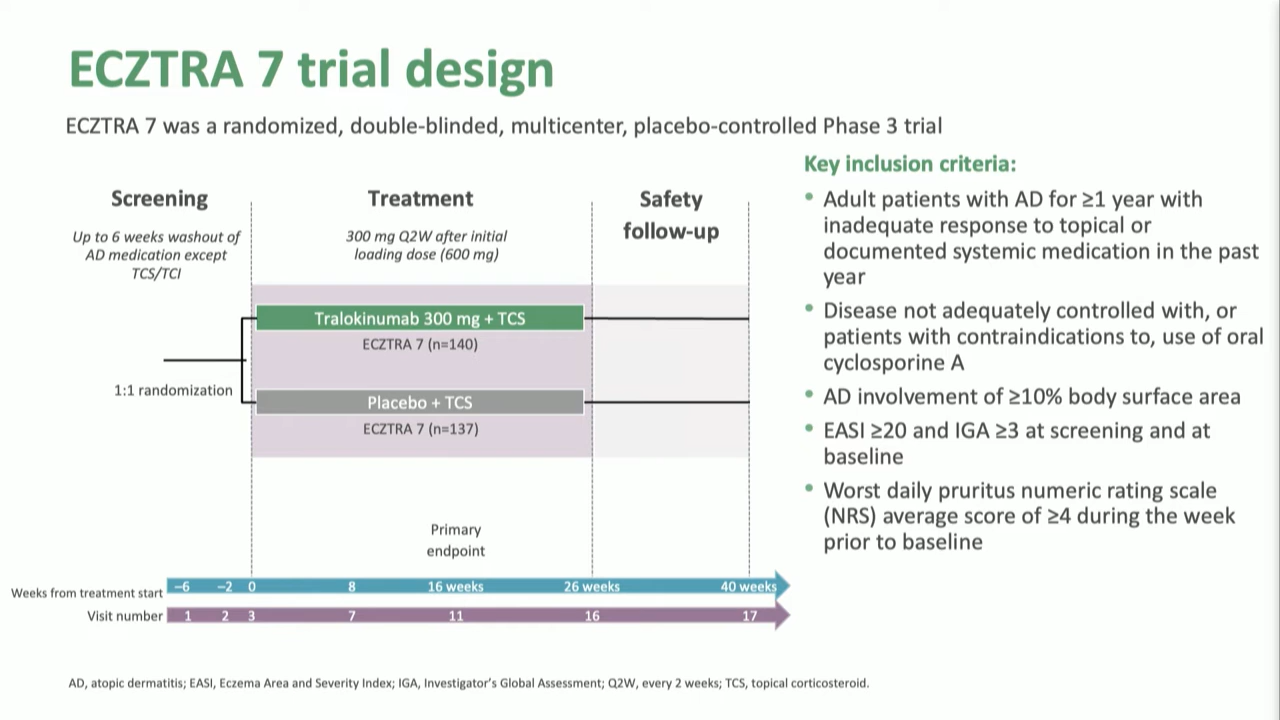 ECZTRA 7 trial design
ECZTRA 7 was a randomized, double-blinded, multicenter, placebo-controlled Phase 3 trial
Screening
Up to 6 weeks washout of
AD medication except
TCS/TCI
Treatment
300 mg Q2W after initial
loading dose (600 mg)
Safety
follow-up
Tralokinumab 300 mg + TCS
ECZTRA 7 (n=140)
1:1 randomization
Placebo + TCS
ECZTRA 7 (n=137)
Primary
endpoint
Weeks from treatment start –6 –2 0 8 16 weeks 26 weeks 40 weeks
Visit number 1 2 3 7 11 16 17
Key inclusion criteria:
• Adult patients with AD for ≥1 year with
inadequate response to topical or
documented systemic medication in the past
year
• Disease not adequately controlled with, or
patients with contraindications to, use of oral
cyclosporine A
• AD involvement of ≥10% body surface area
• EASI ≥20 and IGA ≥3 at screening and at
baseline
• Worst daily pruritus numeric rating scale
(NRS) average score of ≥4 during the week
prior to baseline
AD, atopic dermatitis; EASI, Eczema Area and Severity Index; IGA, Investigator's Global Assessment; Q2W, every 2 weeks; TCS, topical corticosteroid.